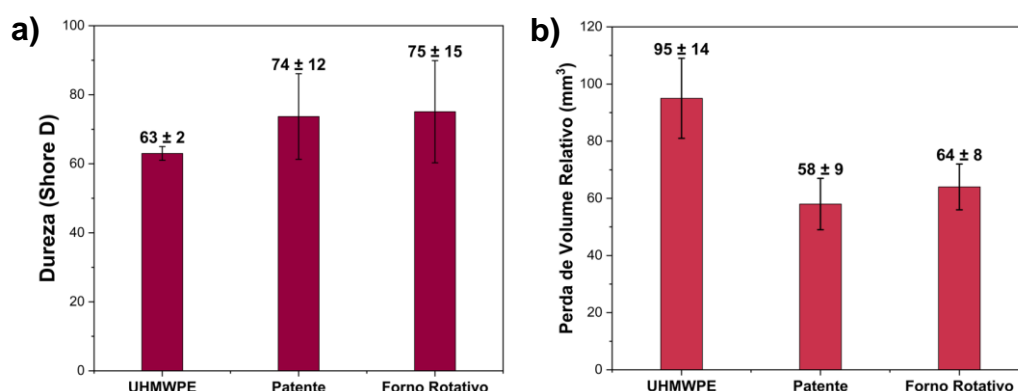 a)
Dureza (Shore D)
100
80
60
40
20
0
63 ± 2
74 ± 12
75 ± 15
UHMWPE
Patente
Forno Rotativo
b)
Perda de Volume Relativo (mm³)
120
100
80
60
40
20
0
95 ± 14
58 ± 9
64 ± 8
UHMWPE
Patente
Forno Rotativo